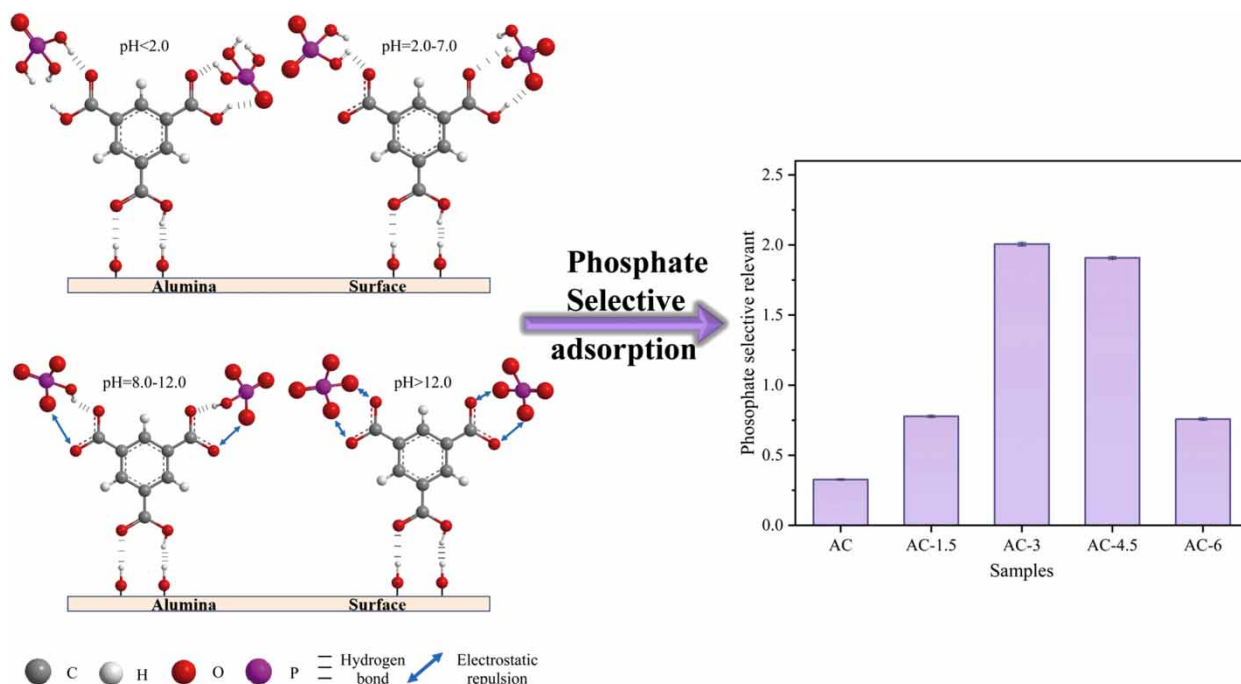 pH<2.0
pH=2.0-7.0
Alumina
Surface
pH=8.0-12.0
pH>12.0
Alumina
Surface
C
H
O
P
Hydrogen
bond
Electrostatic
repulsion
Phosphate
Selective
adsorption
Phosophate selective relevant
2.5
2.0
1.5
1.0
0.5
0.0
AC
AC-1.5
AC-3
AC-4.5
AC-6
Samples